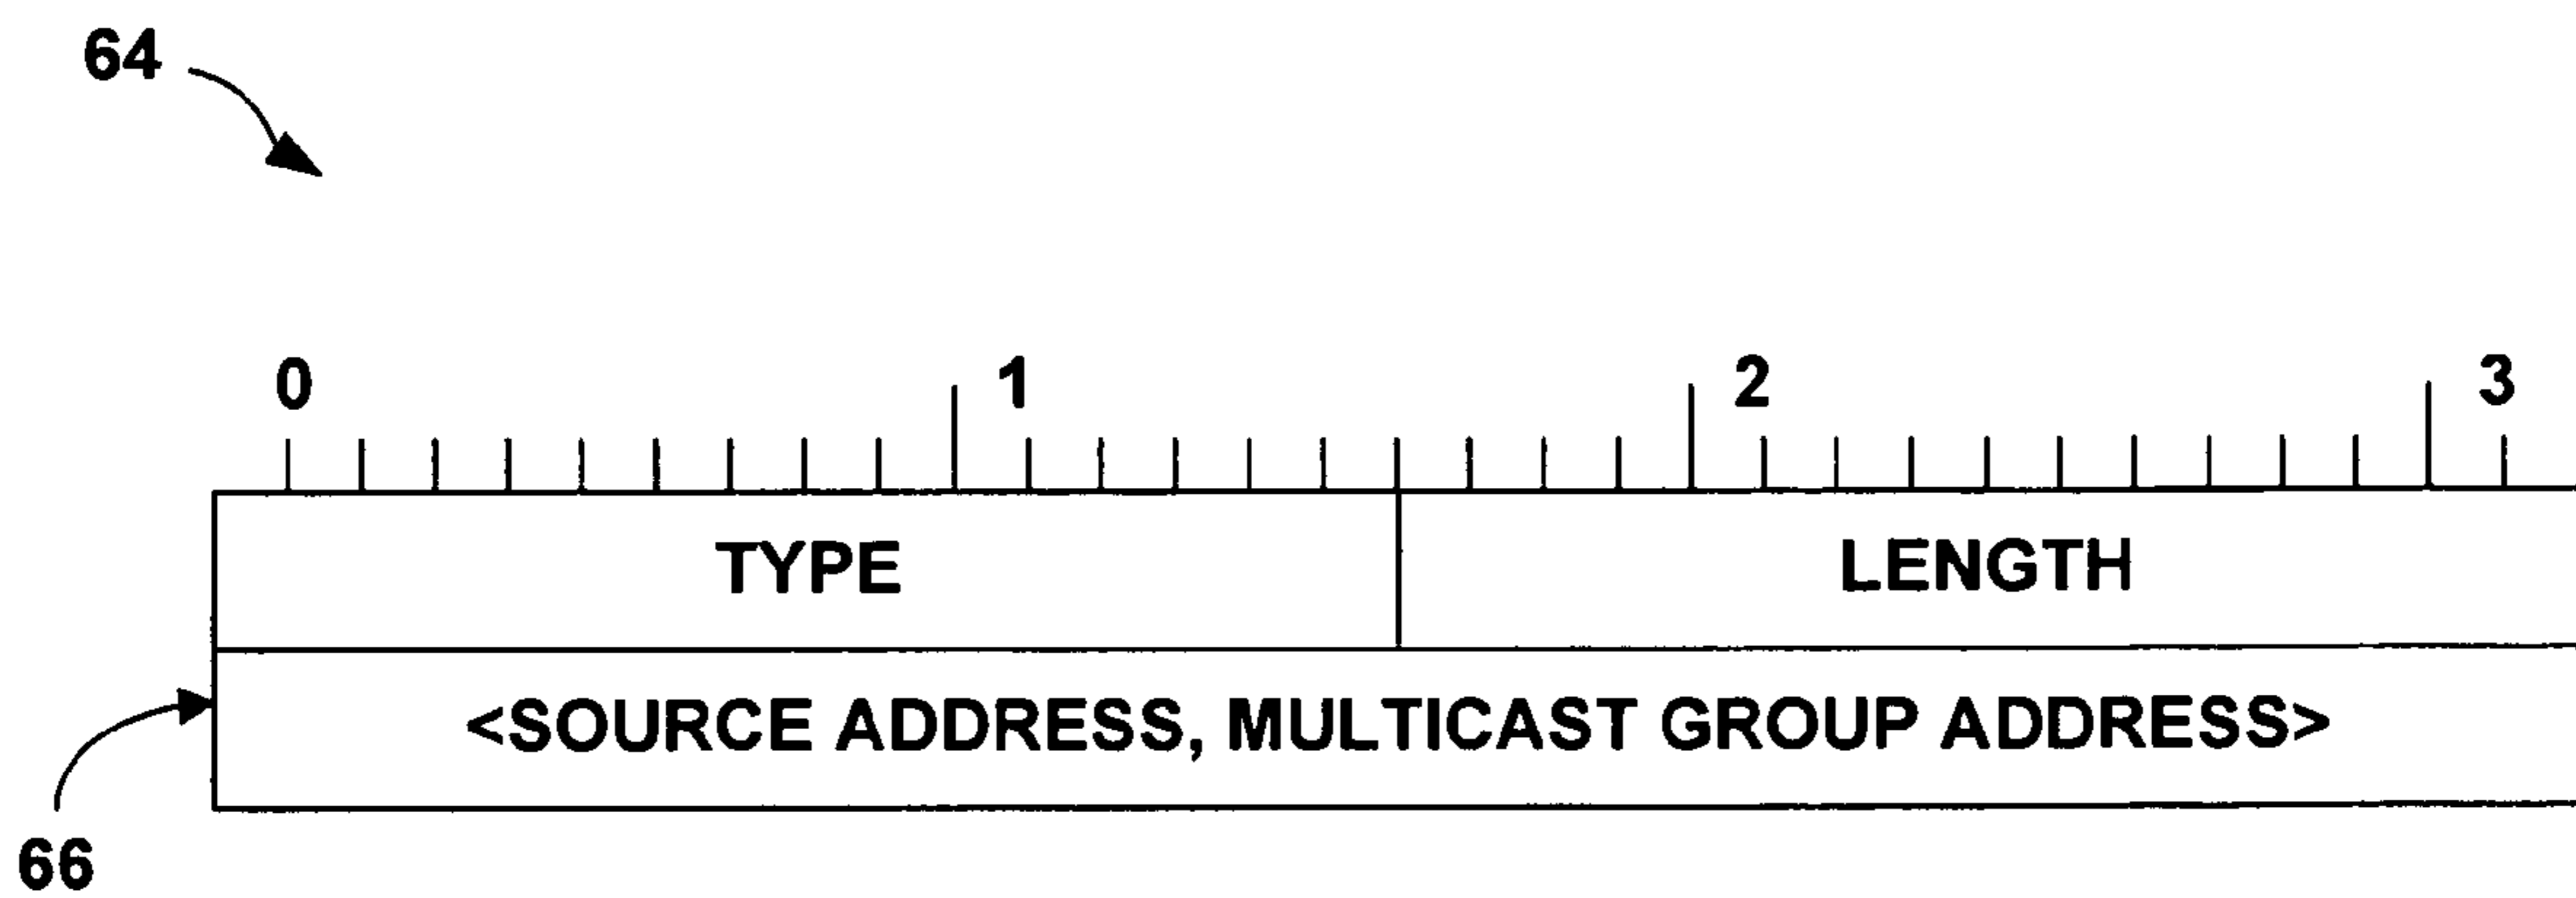 64
0 1 2 3
TYPE LENGTH
<SOURCE ADDRESS, MULTICAST GROUP ADDRESS>
66